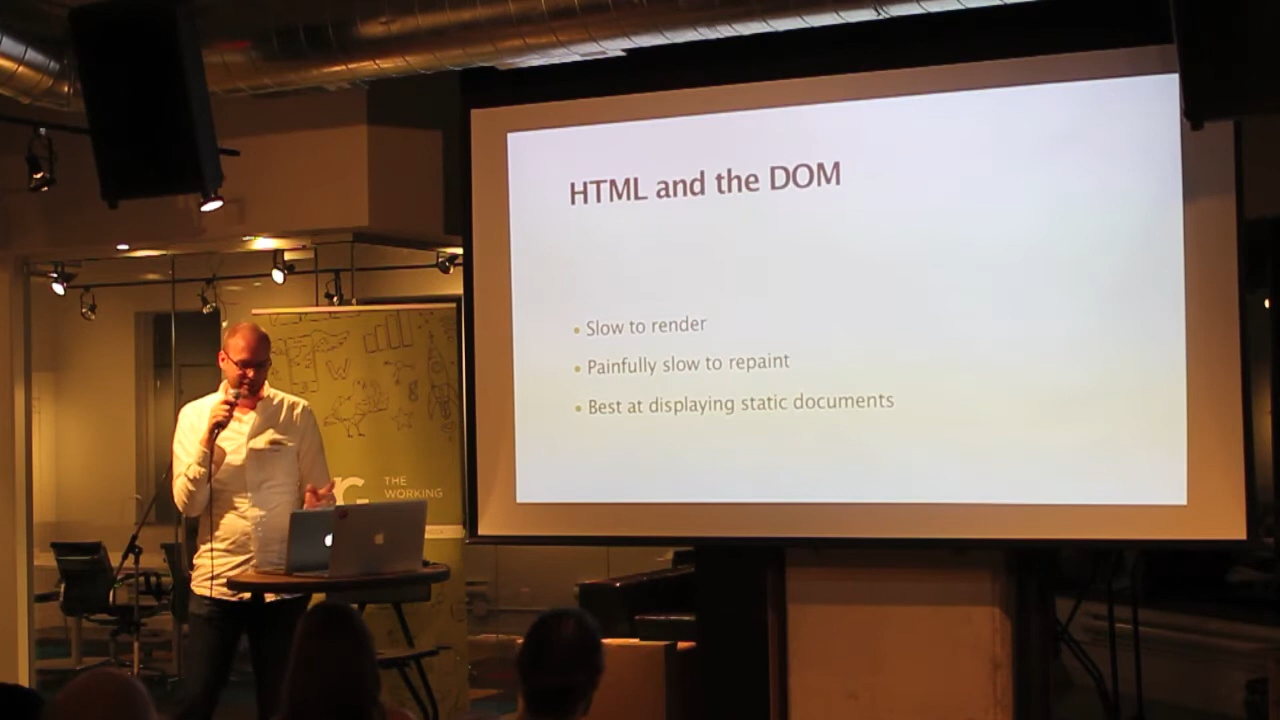 HTML and the DOM
• Slow to render
• Painfully slow to repaint
• Best at displaying static documents
THE
WORKING